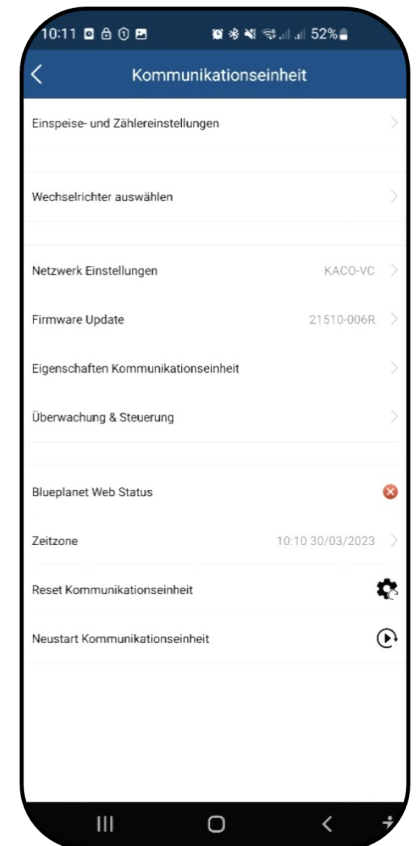 10:11 52%
Kommunikationseinheit
Einspeise- und Zählereinstellungen
Wechselrichter auswählen
Netzwerk Einstellungen KACO-VC
Firmware Update 21510-006R
Eigenschaften Kommunikationseinheit
Überwachung & Steuerung
Blueplanet Web Status
Zeitzone 10:10 30/03/2023
Reset Kommunikationseinheit
Neustart Kommunikationseinheit